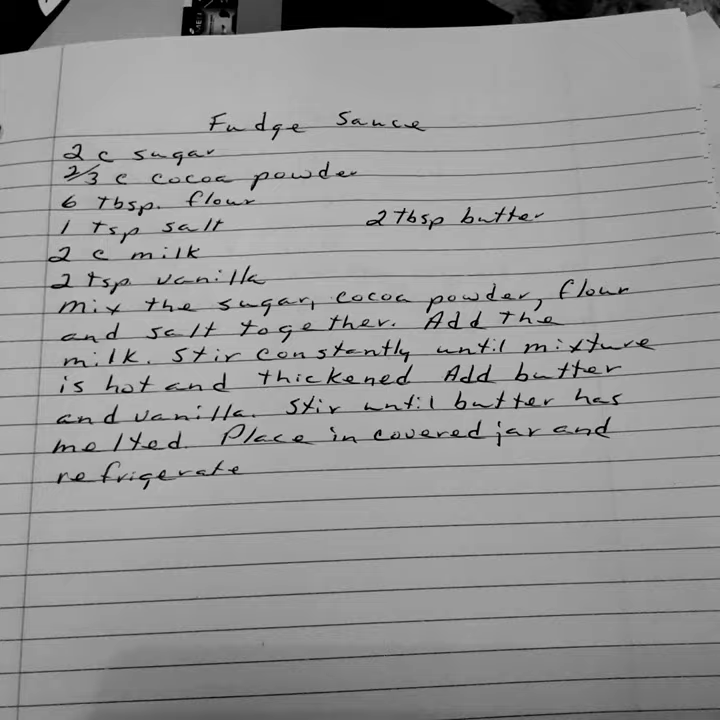 Fudge Sauce
2 c sugar
2/3 c cocoa powder
6 tbsp. flour
1 tsp salt 2 tbsp butter
2 c milk
2 tsp vanilla
mix the sugar, cocoa powder, flour
and salt together. Add the
milk. Stir constantly until mixture
is hot and thickened Add butter
and vanilla. Stir until butter has
melted. Place in covered jar and
refrigerate